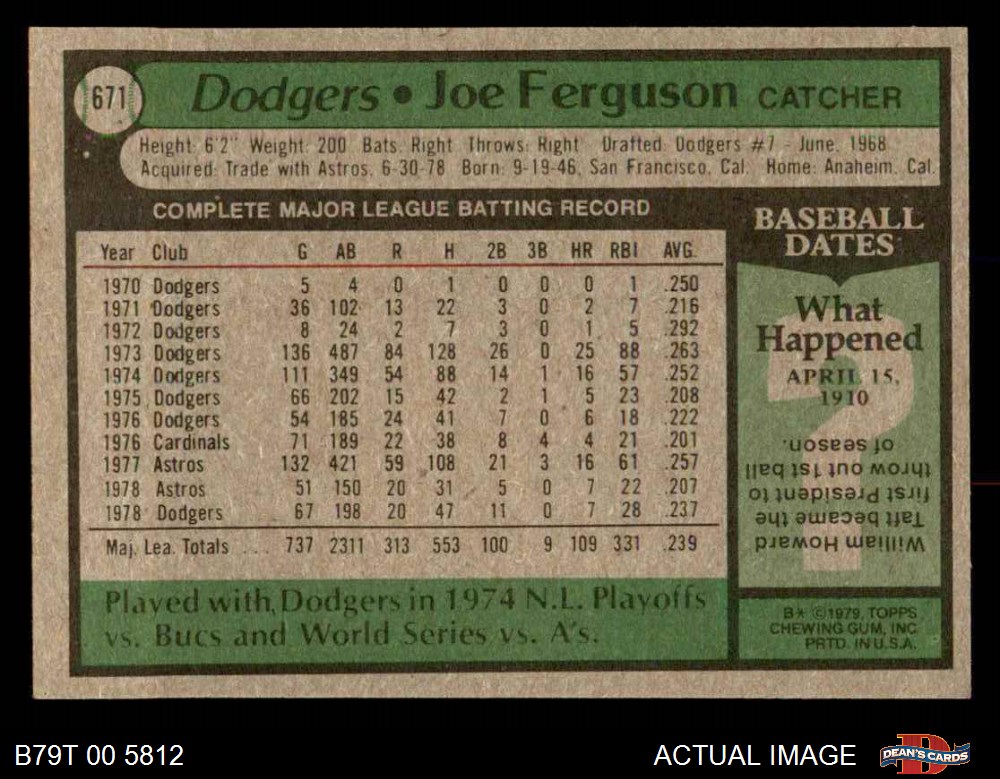 671
Dodgers • Joe Ferguson CATCHER
Height: 6'2" Weight: 200 Bats: Right Throws: Right Drafted: Dodgers #7 - June, 1968
Acquired: Trade with Astros, 6-30-78 Born: 9-19-46, San Francisco, Cal. Home: Anaheim, Cal.
COMPLETE MAJOR LEAGUE BATTING RECORD
Year Club G AB R H 2B 3B HR RBI AVG.
1970 Dodgers 5 4 0 1 0 0 0 1 .250
1971 Dodgers 36 102 13 22 3 0 2 7 .216
1972 Dodgers 8 24 2 7 3 0 1 5 .292
1973 Dodgers 136 487 84 128 26 0 25 88 .263
1974 Dodgers 111 349 54 88 14 1 16 57 .252
1975 Dodgers 66 202 15 42 2 1 5 23 .208
1976 Dodgers 54 185 24 41 7 0 6 18 .222
1976 Cardinals 71 189 22 38 8 4 4 21 .201
1977 Astros 132 421 59 108 21 3 16 61 .257
1978 Astros 51 150 20 31 5 0 7 22 .207
1978 Dodgers 67 198 20 47 11 0 7 28 .237
Maj. Lea. Totals ... 737 2311 313 553 100 9 109 331 .239
Played with Dodgers in 1974 N.L. Playoffs
vs. Bucs and World Series vs. A's.
BASEBALL
DATES
What
Happened
APRIL 15,
1910
?
William Howard
Taft became the
first President to
throw out 1st ball
of season.
B* ©1979, TOPPS
CHEWING GUM, INC
PRTD. IN U.S.A.
B79T 00 5812
ACTUAL IMAGE
D
DEAN'S CARDS